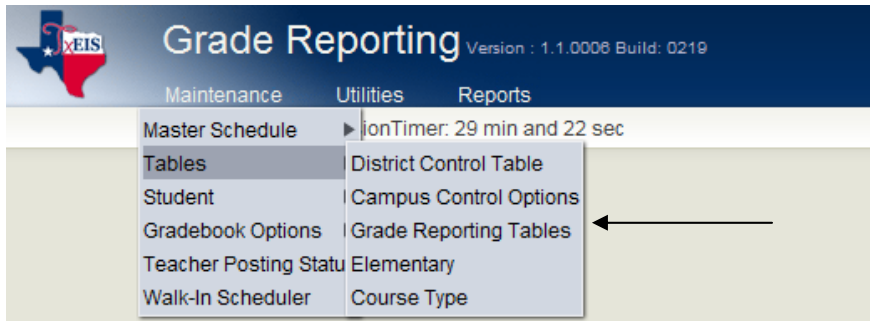 TxEIS
Grade Reporting Version : 1.1.0006 Build: 0219
Maintenance Utilities Reports
Master Schedule ionTimer: 29 min and 22 sec
Tables District Control Table
Student Campus Control Options
Gradebook Options Grade Reporting Tables
Teacher Posting Statu Elementary
Walk-In Scheduler Course Type